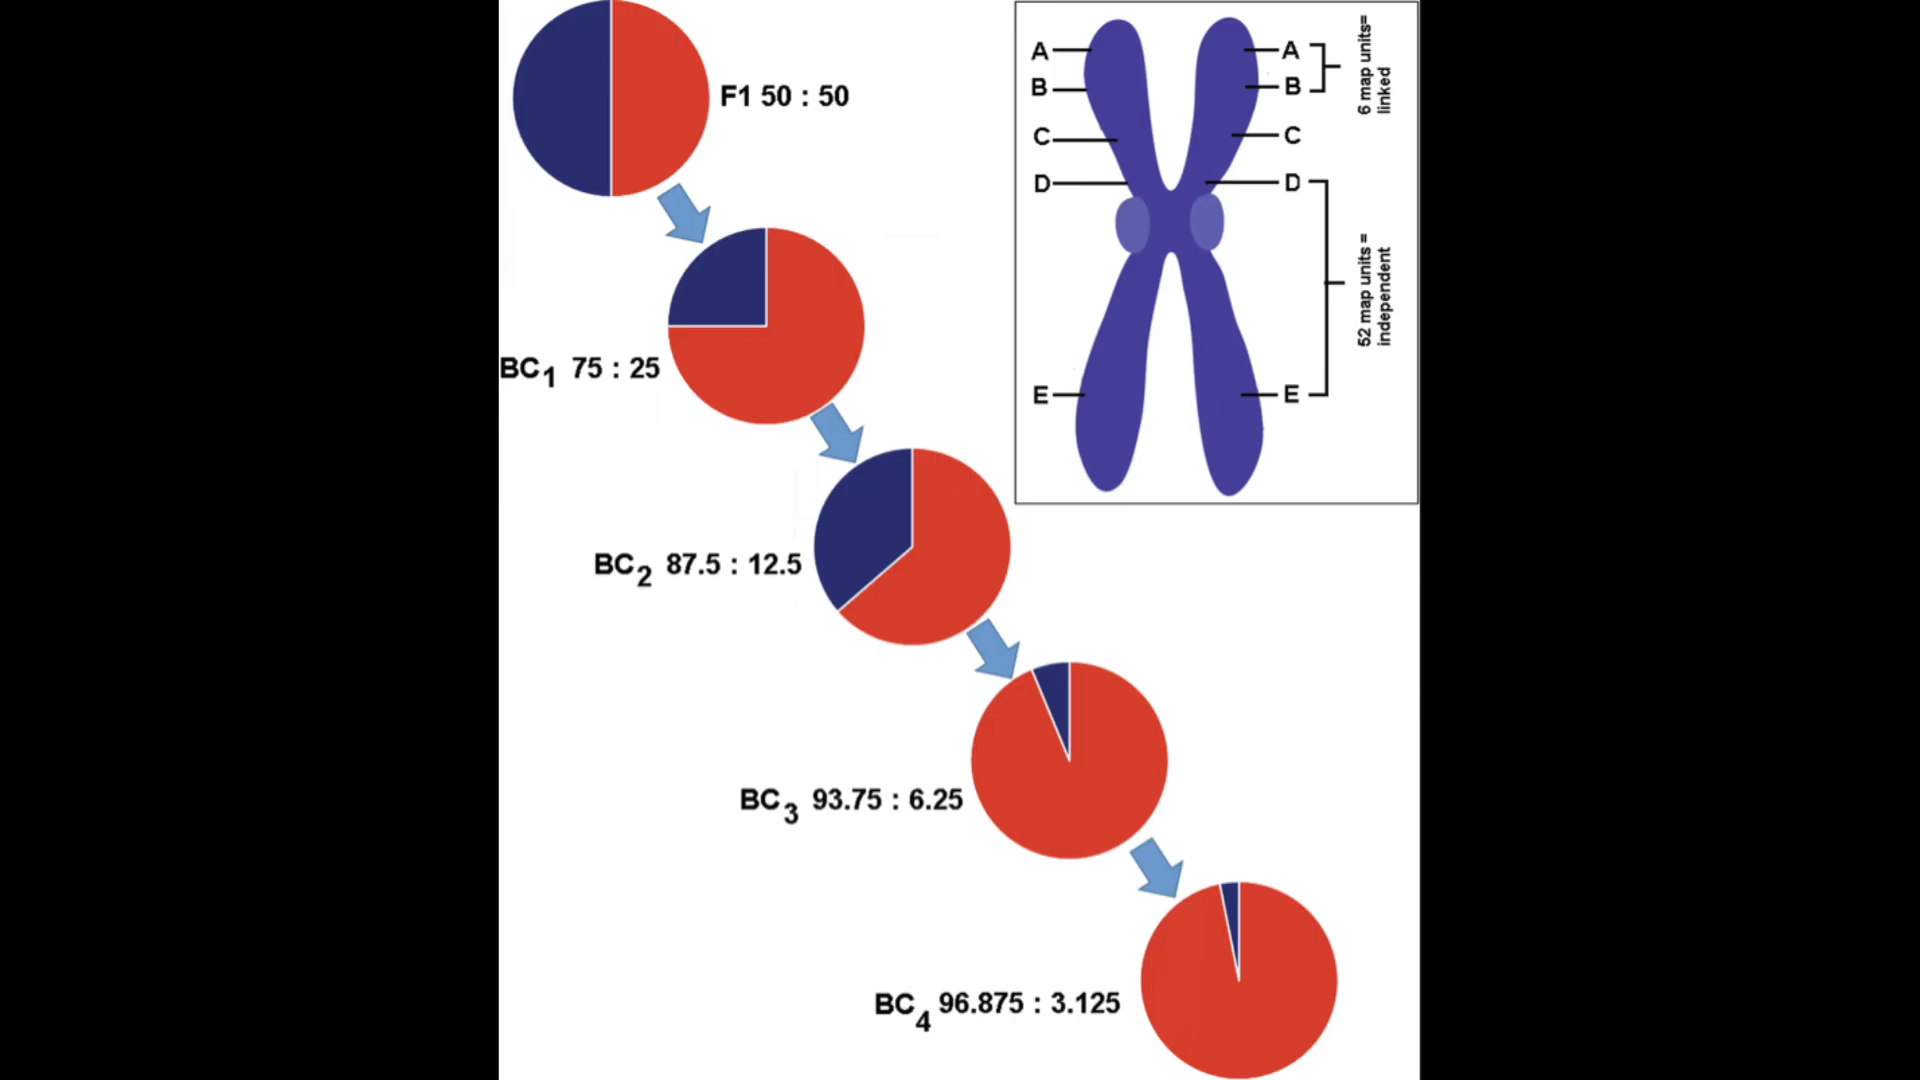 F1 50 : 50
BC1 75 : 25
BC2 87.5 : 12.5
BC3 93.75 : 6.25
BC4 96.875 : 3.125
A
B
C
D
E
A
B
C
D
E
6 map units=
linked
52 map units =
independent